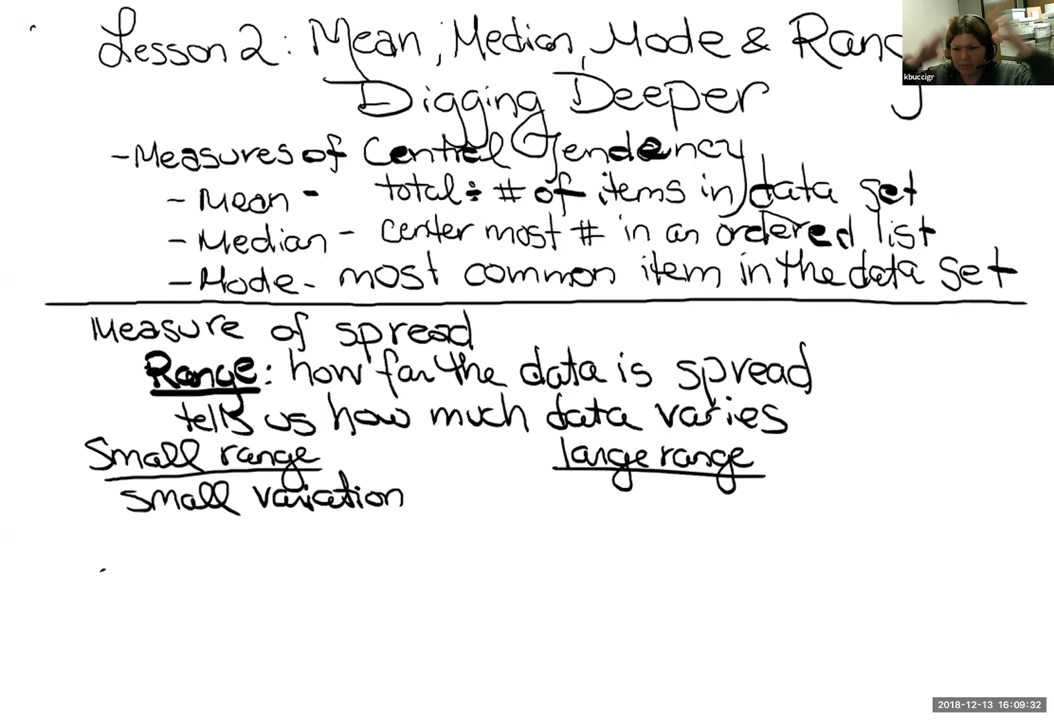 Lesson 2: Mean, Median, Mode & Rang
Digging Deeper
kbuccigr
-Measures of Central Tendency
- Mean - total ÷ # of items in data set
- Median - center most # in an ordered list
- Mode - most common item in the data set
Measure of spread
Range: how far the data is spread
tells us how much data varies
Small range large range
small variation
2018-12-13 16:09:32